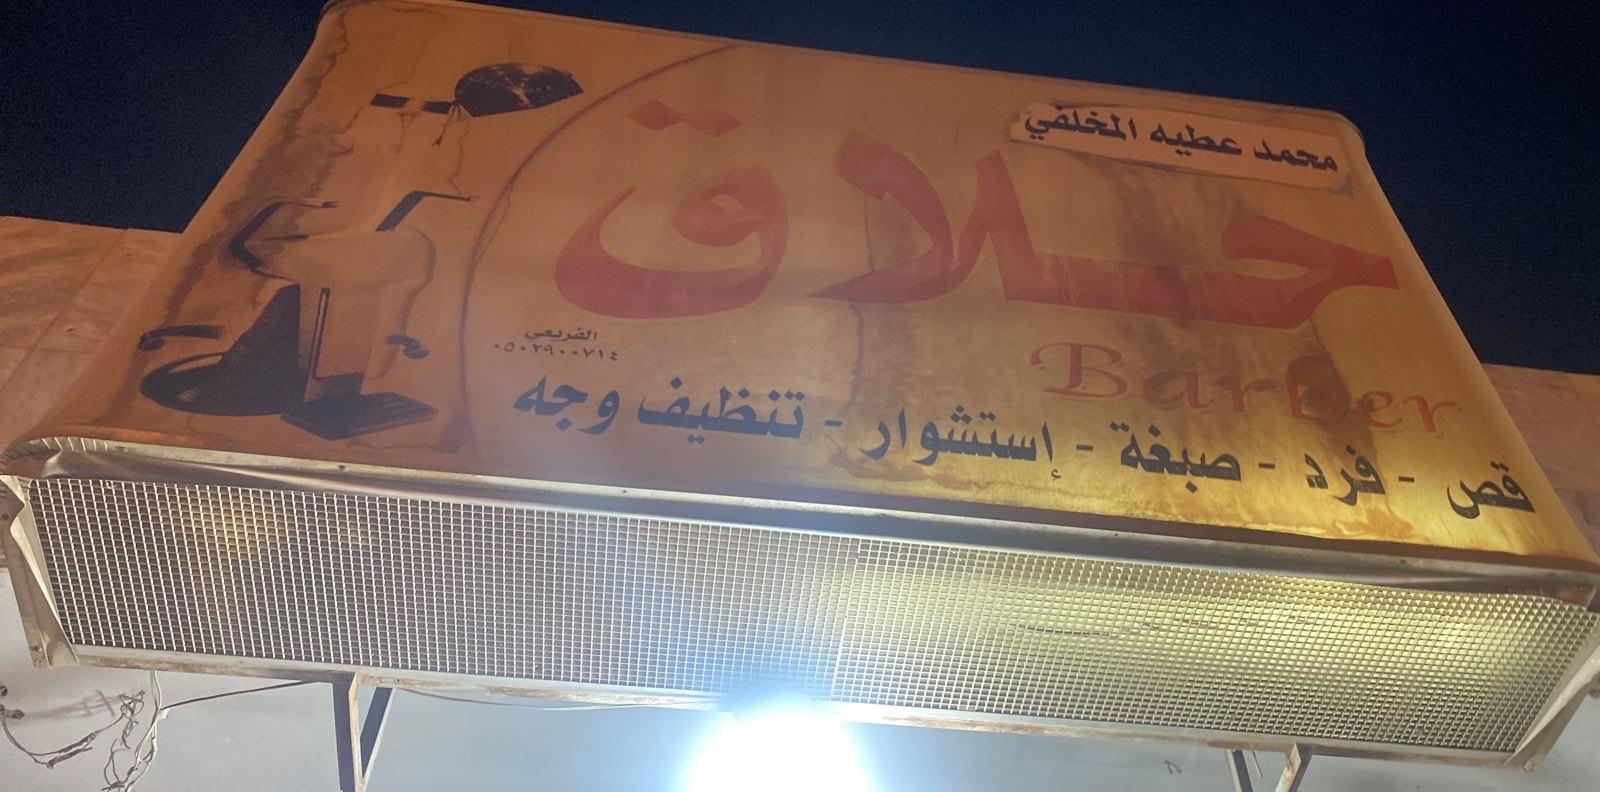 محمد عطيه المخلفي
حلاق
Barber
الفريعي
٠٥٠٢٩٠٠٧١٤
قص - فرد - صبغة - إستشوار - تنظيف وجه